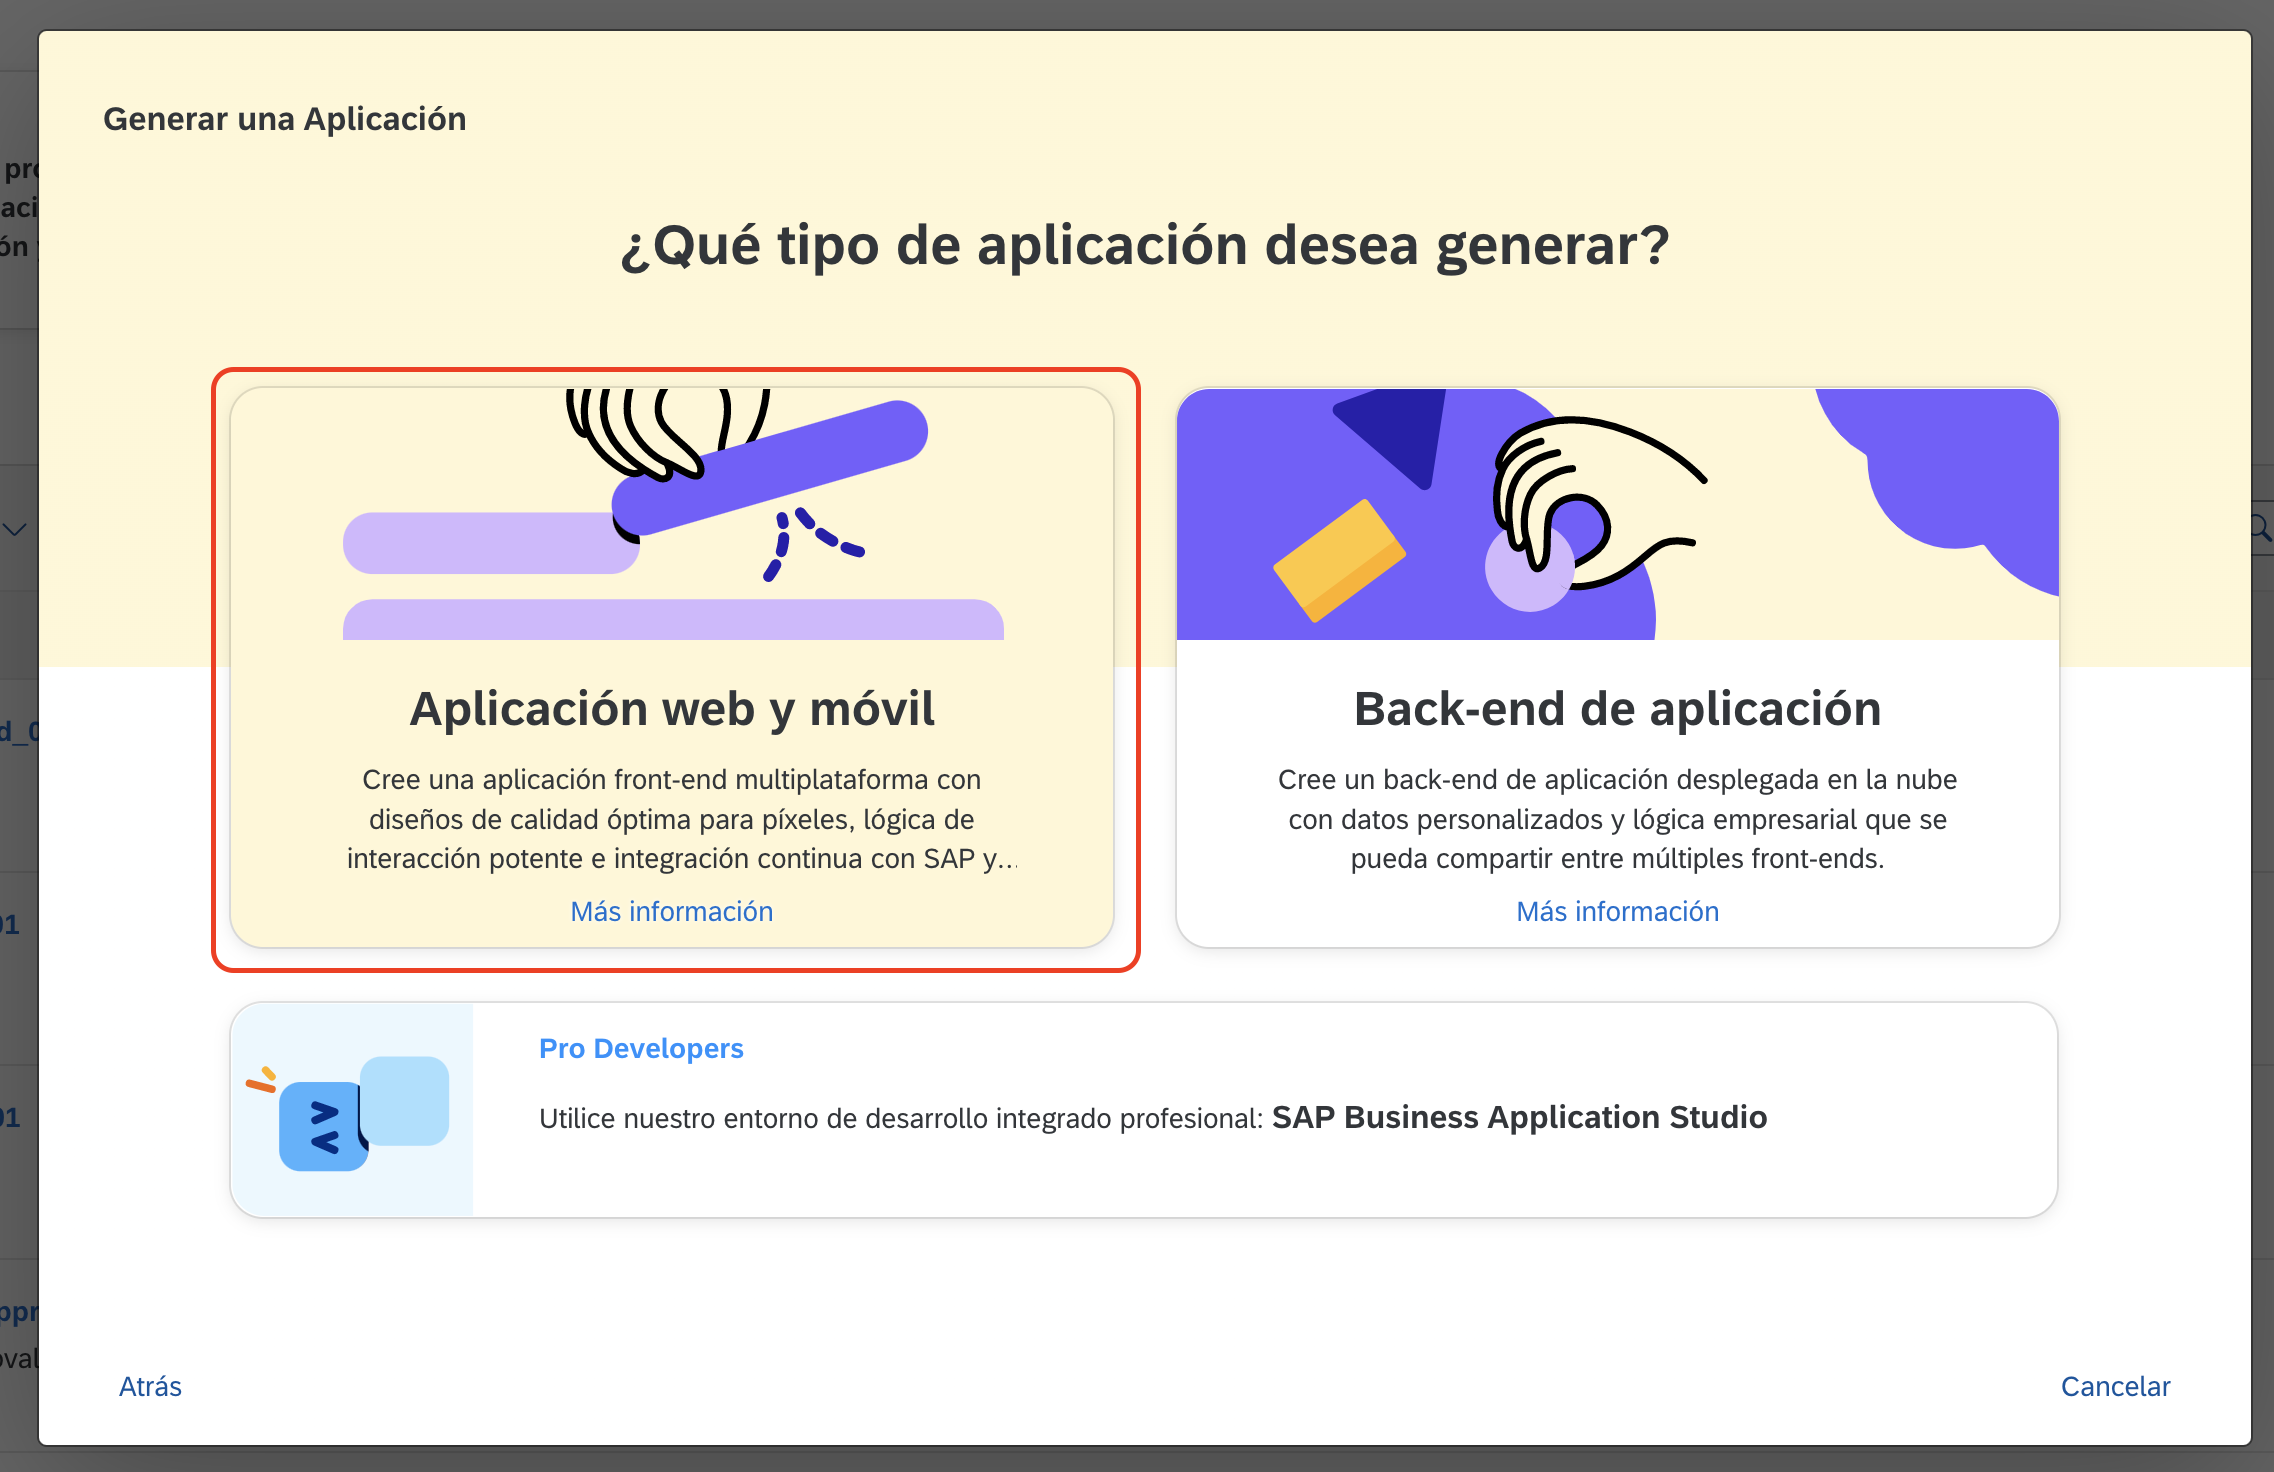 Generar una Aplicación
¿Qué tipo de aplicación desea generar?
Aplicación web y móvil
Cree una aplicación front-end multiplataforma con
diseños de calidad óptima para píxeles, lógica de
interacción potente e integración continua con SAP y...
Más información
Back-end de aplicación
Cree un back-end de aplicación desplegada en la nube
con datos personalizados y lógica empresarial que se
pueda compartir entre múltiples front-ends.
Más información
Pro Developers
Utilice nuestro entorno de desarrollo integrado profesional: SAP Business Application Studio
Atrás
Cancelar